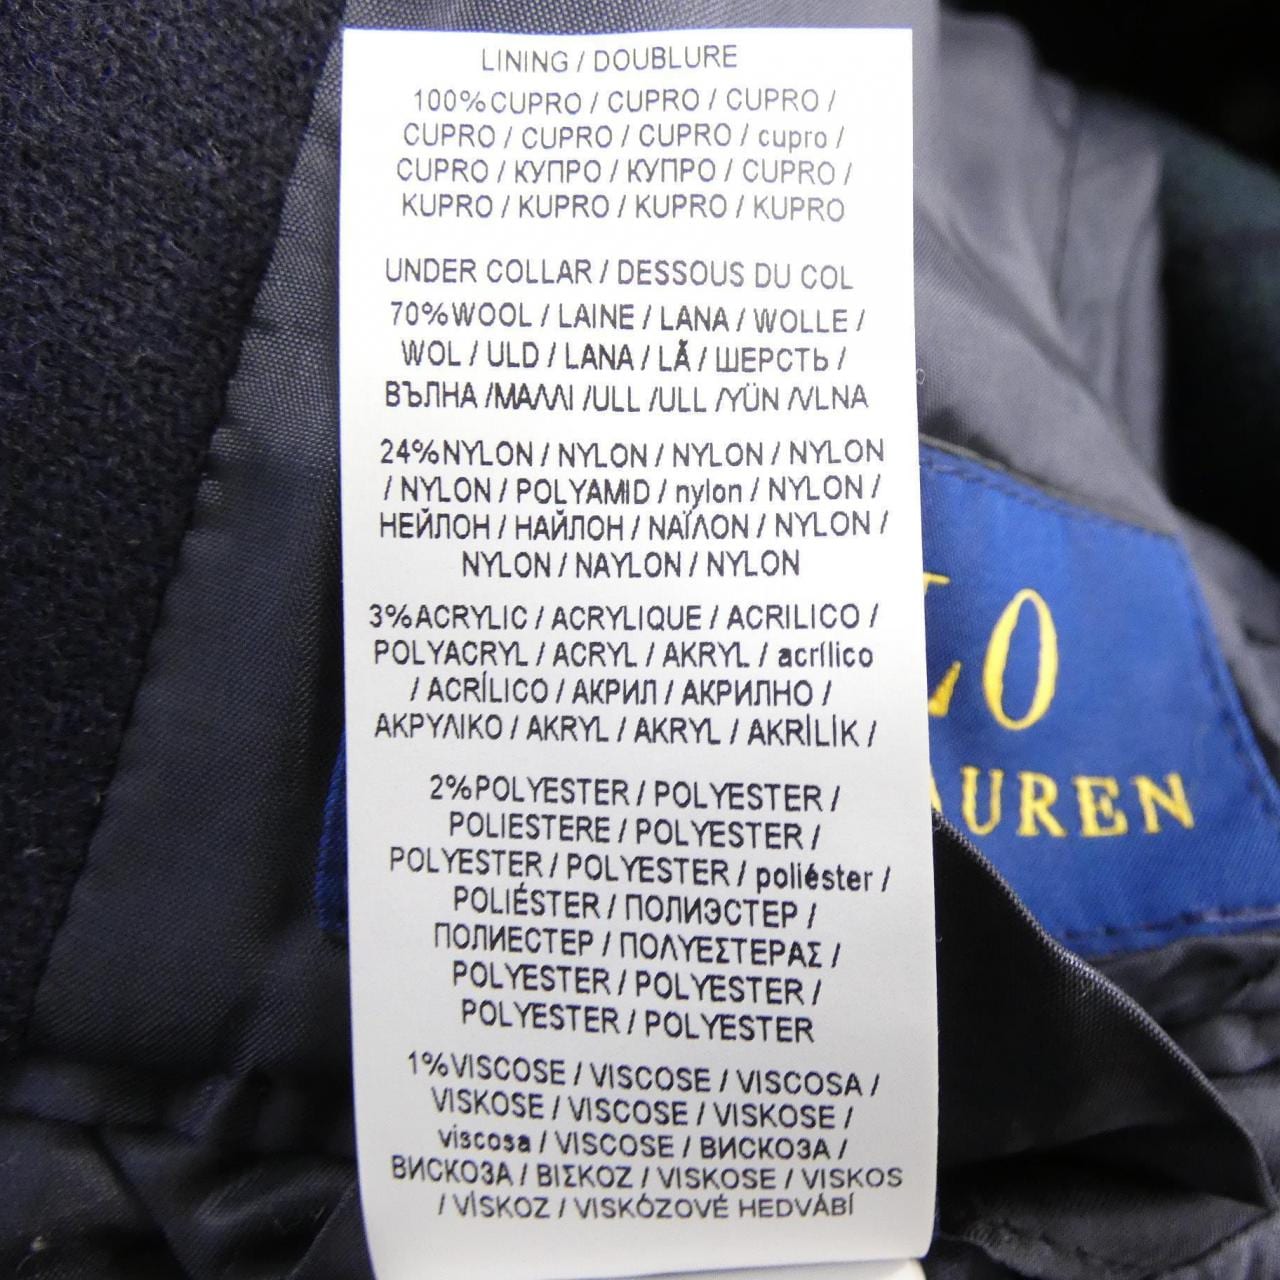 LINING / DOUBLURE
100%CUPRO / CUPRO / CUPRO /
CUPRO / CUPRO / CUPRO / cupro /
CUPRO / КУПРО / КУПРО / CUPRO /
KUPRO / KUPRO / KUPRO / KUPRO
UNDER COLLAR / DESSOUS DU COL
70%WOOL / LAINE / LANA / WOLLE /
WOL / ULD / LANA / LÃ / ШЕРСТЬ /
ВЪЛНА /ΜΑΛΛΙ /ULL /ULL /YÜN /VLNA
24%NYLON / NYLON / NYLON / NYLON
/ NYLON / POLYAMID / nylon / NYLON /
НЕЙЛОН / НАЙЛОН / ΝΑΪΛΟΝ / NYLON /
NYLON / NAYLON / NYLON
3%ACRYLIC / ACRYLIQUE / ACRILICO /
POLYACRYL / ACRYL / AKRYL / acrílico
/ ACRÍLICO / АКРИЛ / АКРИЛНО /
ΑΚΡΥΛΙΚΟ / AKRYL / AKRYL / AKRİLİK /
2%POLYESTER / POLYESTER /
POLIESTERE / POLYESTER /
POLYESTER / POLYESTER / poliéster /
POLIÉSTER / ПОЛИЭСТЕР /
ПОЛИЕСТЕР / ΠΟΛΥΕΣΤΕΡΑΣ /
POLYESTER / POLYESTER /
POLYESTER / POLYESTER
1%VISCOSE / VISCOSE / VISCOSA /
VISKOSE / VISCOSE / VISKOSE /
viscosa / VISCOSE / ВИСКОЗА /
ВИСКОЗА / ΒΙΣΚΟΖ / VISKOSE / VISKOS
/ VİSKOZ / VISKÓZOVÉ HEDVÁBÍ
LO
AUREN